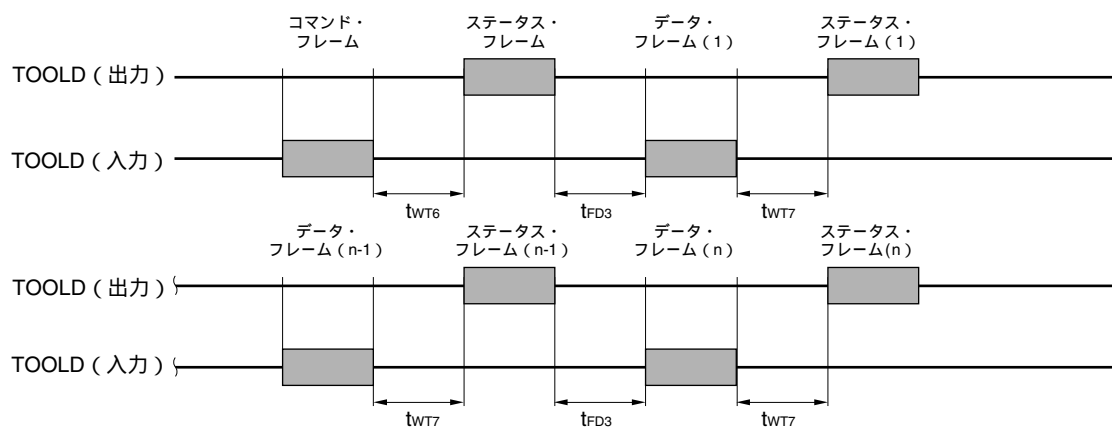 コマンド・
フレーム
ステータス・
フレーム
データ・
フレーム（1）
ステータス・
フレーム（1）
TOOLD（出力）
TOOLD（入力）
tWT6
tFD3
tWT7
データ・
フレーム（n-1）
ステータス・
フレーム（n-1）
データ・
フレーム（n）
ステータス・
フレーム(n)
TOOLD（出力）
TOOLD（入力）
tWT7
tFD3
tWT7